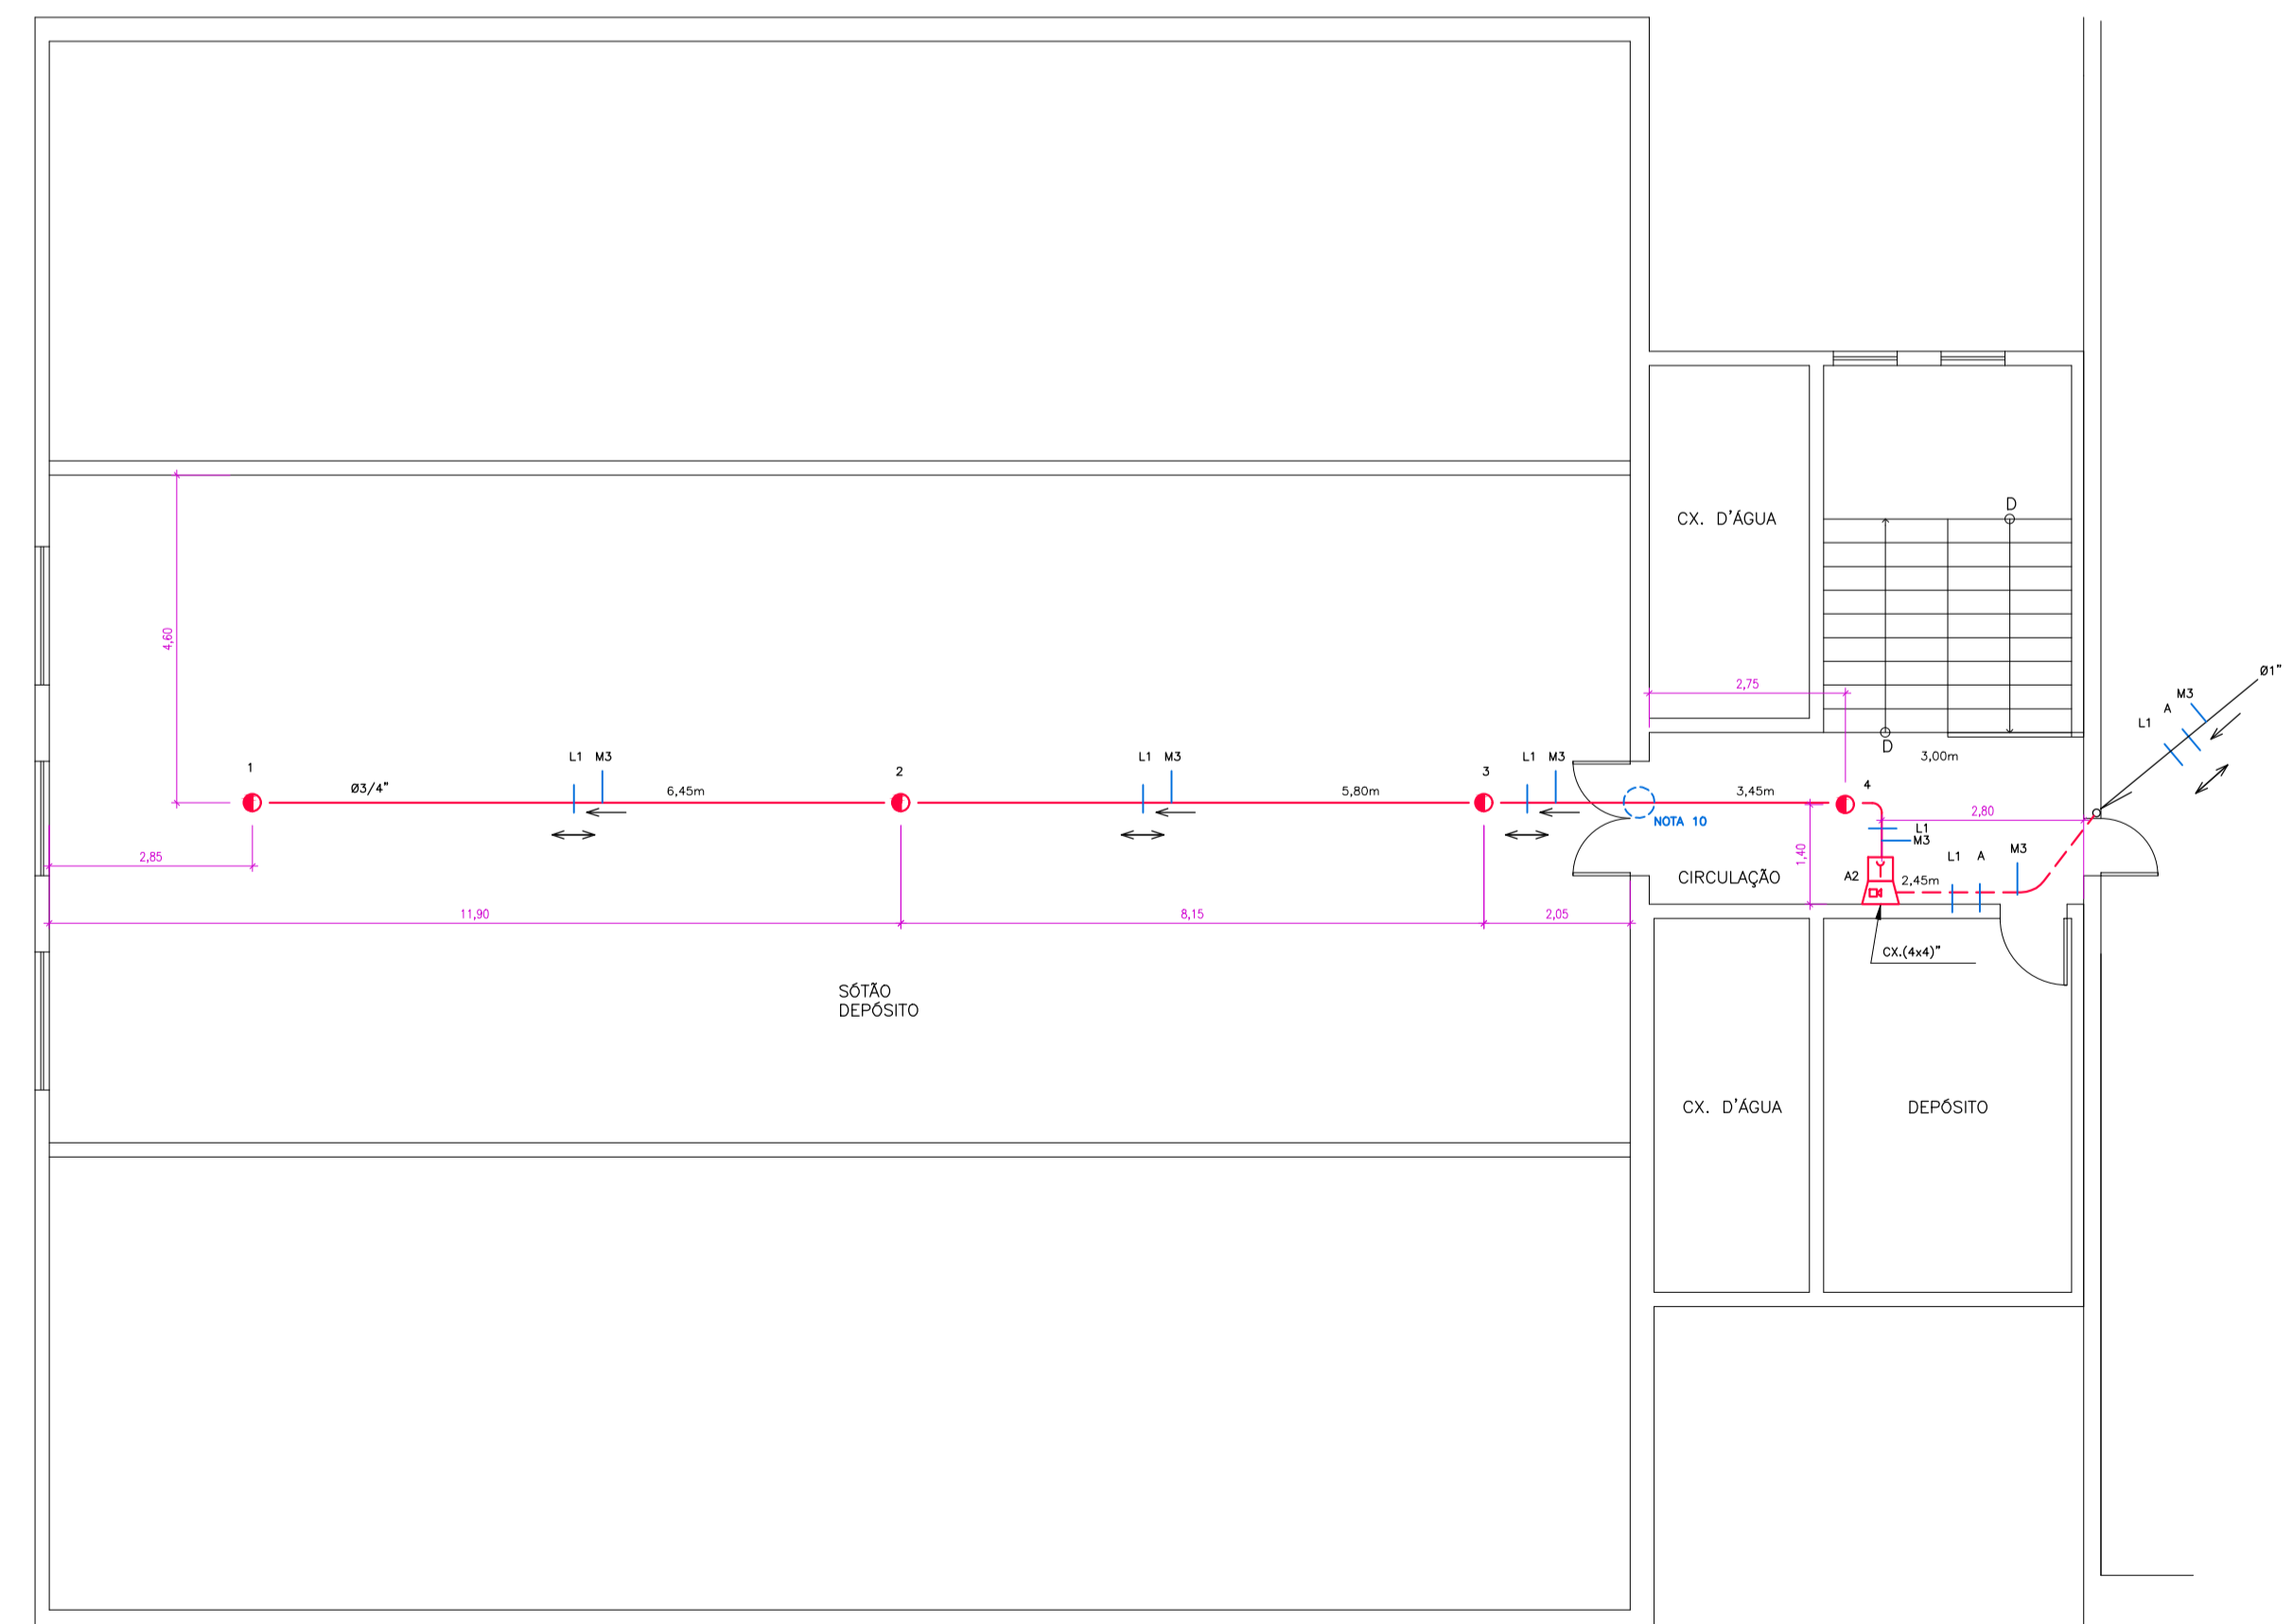 CX. D'ÁGUA
D
4,60
Ø1"
M3
A
L1
2,75
D
3,00m
1
Ø3/4"
L1 M3
6,45m
2
L1 M3
5,80m
3
L1 M3
NOTA 10
3,45m
4
2,80
L1
M3
1,40
2,85
CIRCULAÇÃO
A2
2,45m
L1 A M3
11,90
8,15
2,05
CX.(4x4)"
SÓTÃO
DEPÓSITO
CX. D'ÁGUA
DEPÓSITO